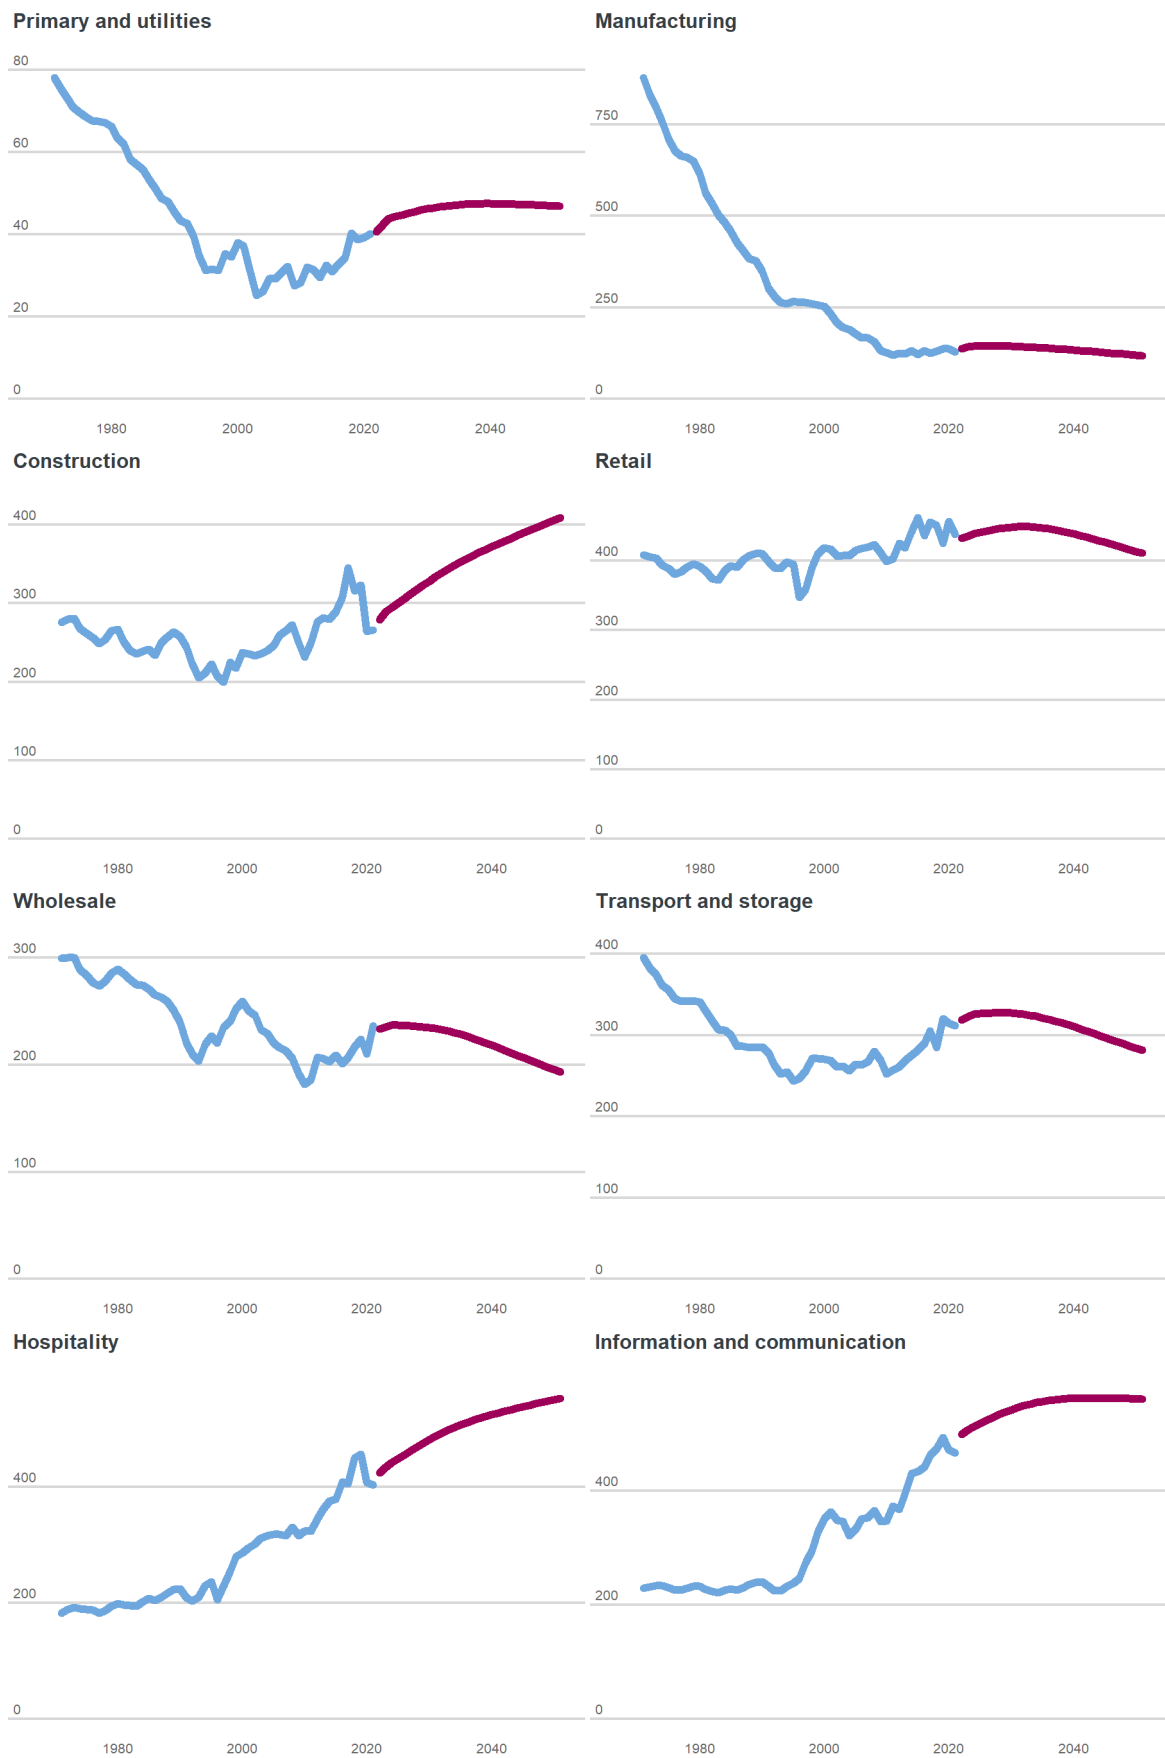 Primary and utilities
80
60
40
20
0
1980 2000 2020 2040
Manufacturing
750
500
250
0
1980 2000 2020 2040
Construction
400
300
200
100
0
1980 2000 2020 2040
Retail
400
300
200
100
0
1980 2000 2020 2040
Wholesale
300
200
100
0
1980 2000 2020 2040
Transport and storage
400
300
200
100
0
1980 2000 2020 2040
Hospitality
400
200
0
1980 2000 2020 2040
Information and communication
400
200
0
1980 2000 2020 2040